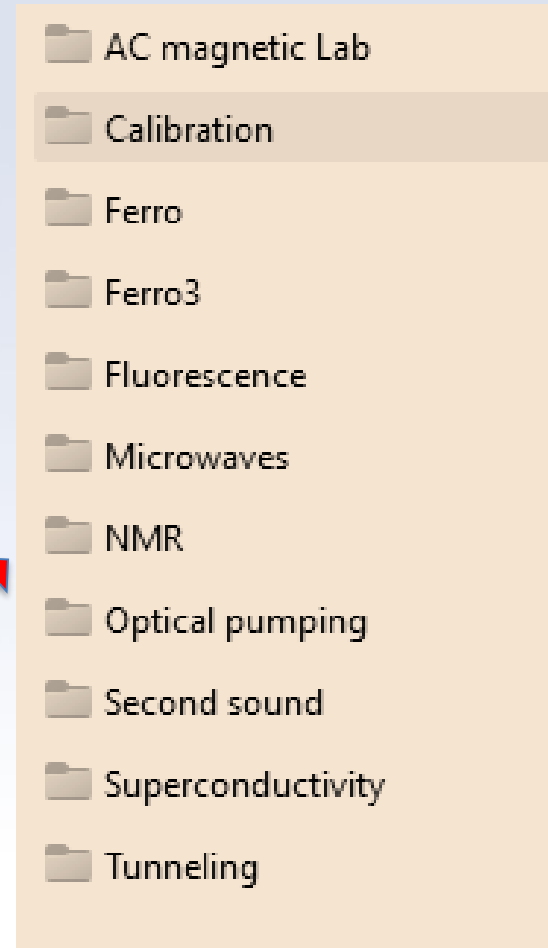 AC magnetic Lab
Calibration
Ferro
Ferro3
Fluorescence
Microwaves
NMR
Optical pumping
Second sound
Superconductivity
Tunneling